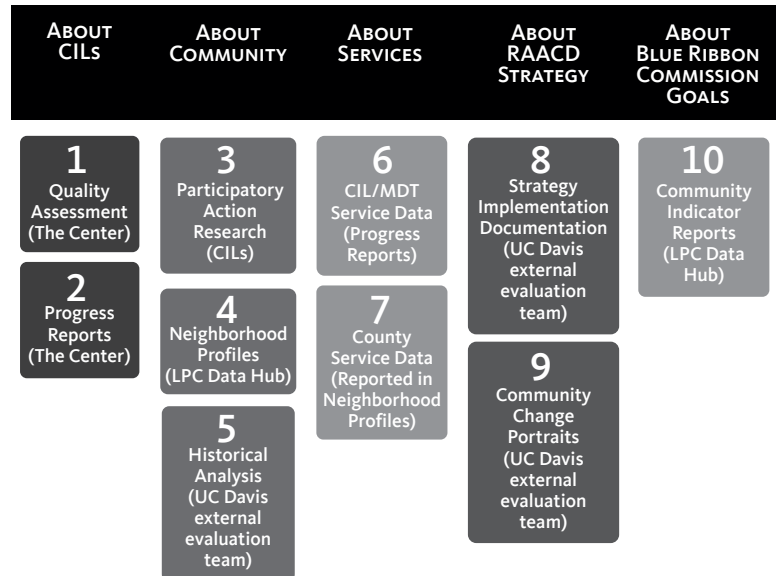 ABOUT
CILS
ABOUT
COMMUNITY
ABOUT
SERVICES
ABOUT
RAACD
STRATEGY
ABOUT
BLUE RIBBON
COMMISSION
GOALS
1
Quality
Assessment
(The Center)
2
Progress
Reports
(The Center)
3
Participatory
Action
Research
(CILs)
4
Neighborhood
Profiles
(LPC Data Hub)
5
Historical
Analysis
(UC Davis
external
evaluation
team)
6
CIL/MDT
Service Data
(Progress
Reports)
7
County
Service Data
(Reported in
Neighborhood
Profiles)
8
Strategy
Implementation
Documentation
(UC Davis
external
evaluation
team)
9
Community
Change
Portraits
(UC Davis
external
evaluation
team)
10
Community
Indicator
Reports
(LPC Data
Hub)